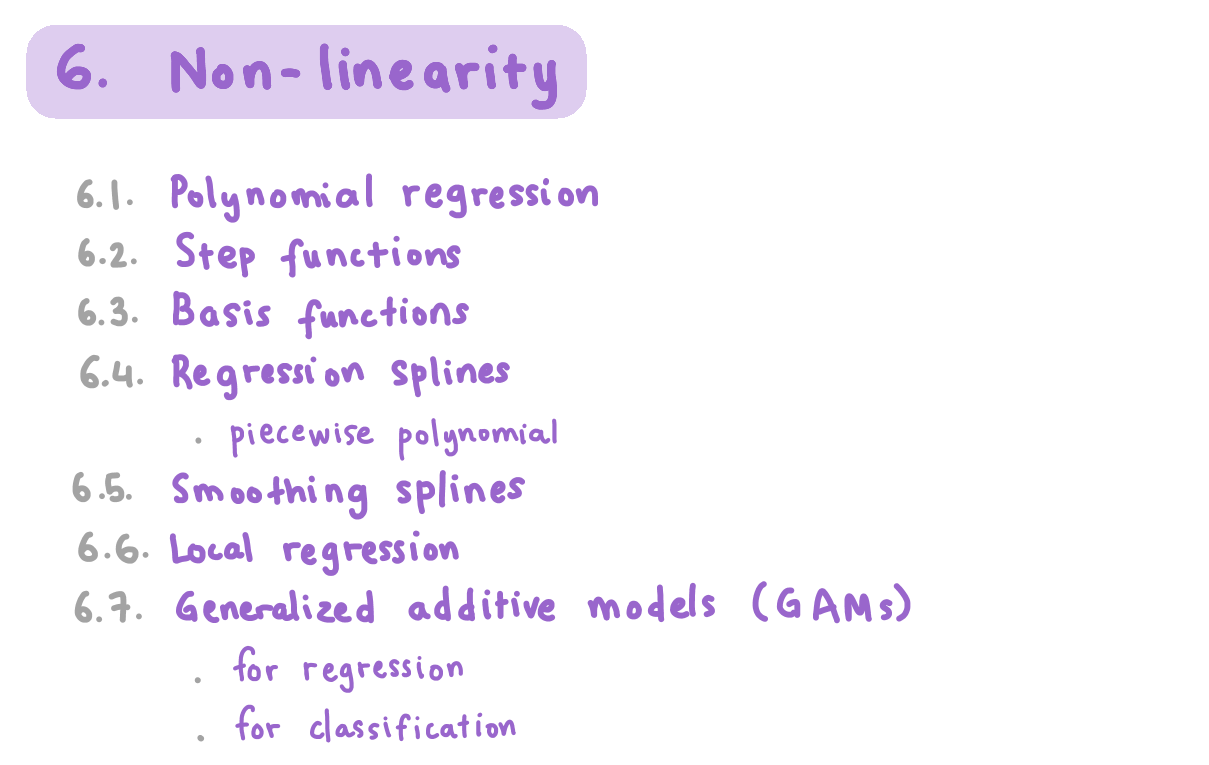 6. Non-linearity
6.1. Polynomial regression
6.2. Step functions
6.3. Basis functions
6.4. Regression splines
. piecewise polynomial
6.5. Smoothing splines
6.6. Local regression
6.7. Generalized additive models (GAMs)
. for regression
. for classification